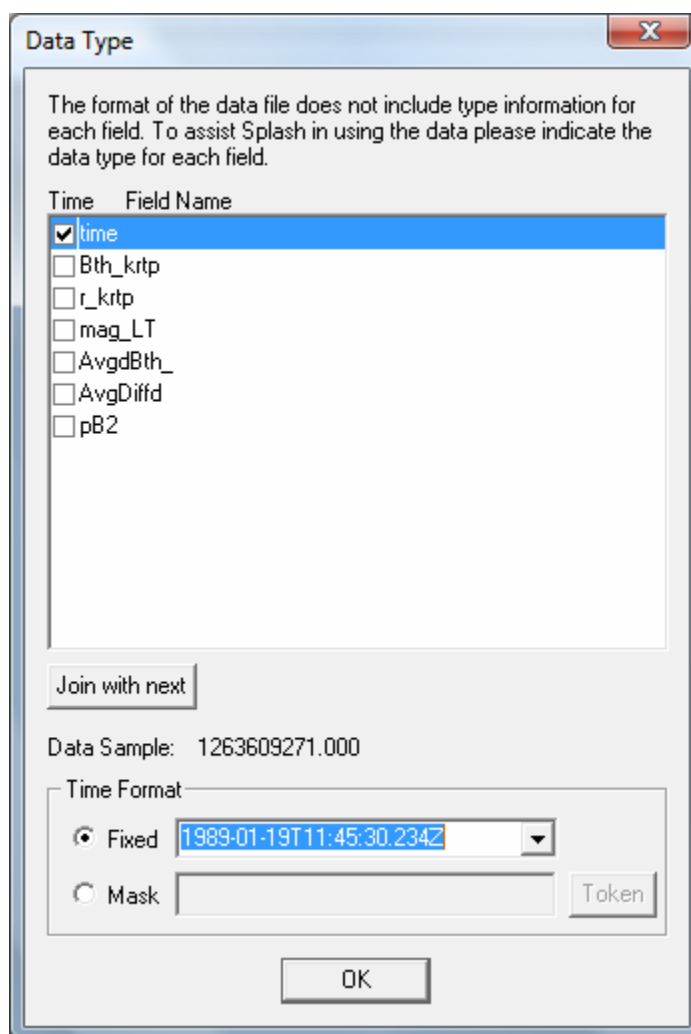 Data Type
The format of the data file does not include type information for
each field. To assist Splash in using the data please indicate the
data type for each field.
Time Field Name
time
Bth_krtp
r_krtp
mag_LT
AvgdBth_
AvgDiffd
pB2
Join with next
Data Sample: 1263609271.000
Time Format
Fixed 1989-01-19T11:45:30.234Z
Mask Token
OK